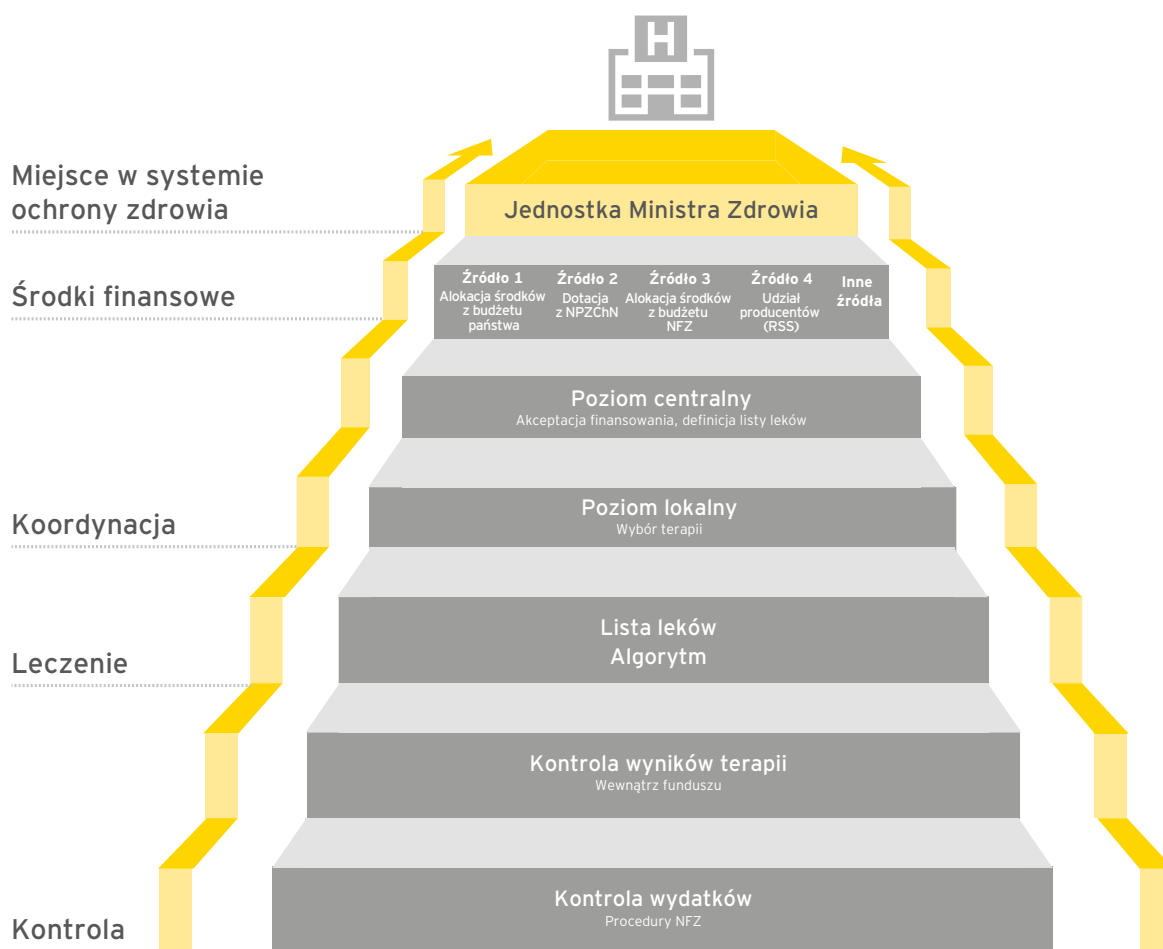 H
Miejsce w systemie
ochrony zdrowia
Jednostka Ministra Zdrowia
Środki finansowe
Źródło 1
Alokacja środków
z budżetu
państwa
Źródło 2
Dotacja
z NPZChN
Źródło 3
Alokacja środków
z budżetu
NFZ
Źródło 4
Udział
producentów
(RSS)
Inne
źródła
Poziom centralny
Akceptacja finansowania, definicja listy leków
Koordynacja
Poziom lokalny
Wybór terapii
Leczenie
Lista leków
Algorytm
Kontrola wyników terapii
Wewnątrz funduszu
Kontrola
Kontrola wydatków
Procedury NFZ